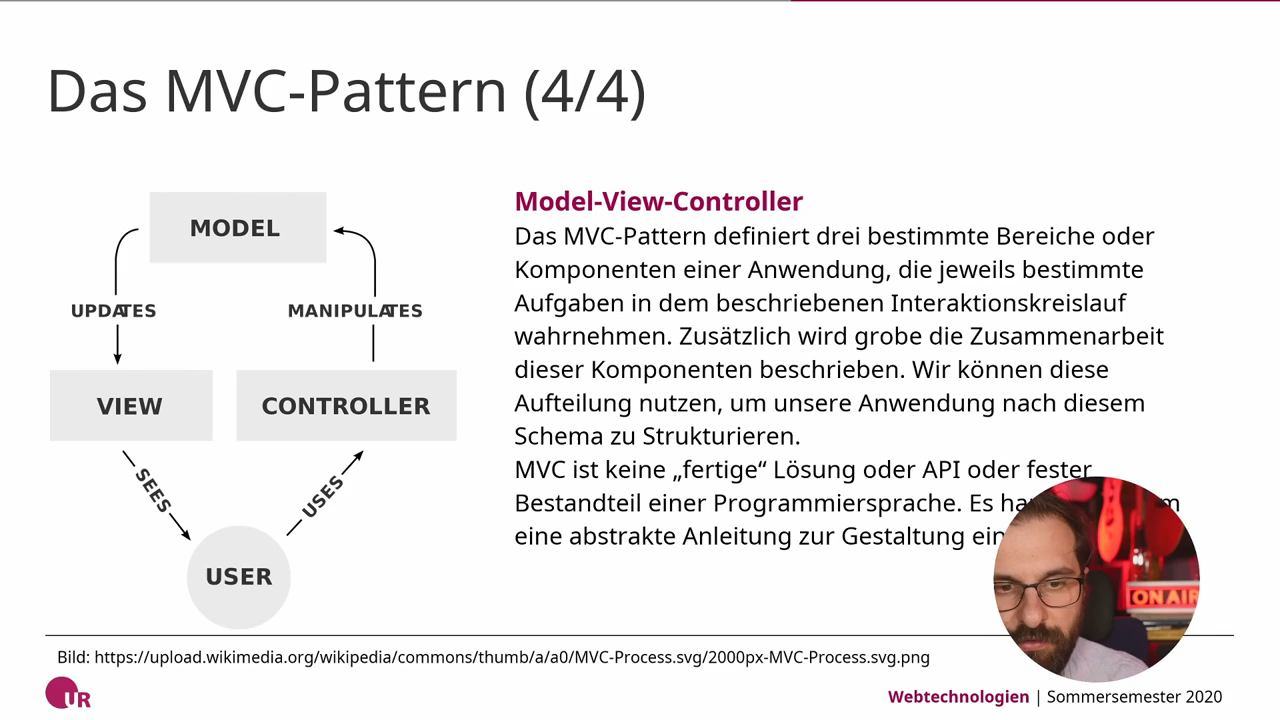 Das MVC-Pattern (4/4)
MODEL
UPDATES
MANIPULATES
VIEW
CONTROLLER
SEES
USES
USER
Model-View-Controller
Das MVC-Pattern definiert drei bestimmte Bereiche oder
Komponenten einer Anwendung, die jeweils bestimmte
Aufgaben in dem beschriebenen Interaktionskreislauf
wahrnehmen. Zusätzlich wird grobe die Zusammenarbeit
dieser Komponenten beschrieben. Wir können diese
Aufteilung nutzen, um unsere Anwendung nach diesem
Schema zu Strukturieren.
MVC ist keine „fertige“ Lösung oder API oder fester
Bestandteil einer Programmiersprache. Es
eine abstrakte Anleitung zur Gestaltung
ON AIR
Bild: https://upload.wikimedia.org/wikipedia/commons/thumb/a/a0/MVC-Process.svg/2000px-MVC-Process.svg.png
UR
Webtechnologien | Sommersemester 2020